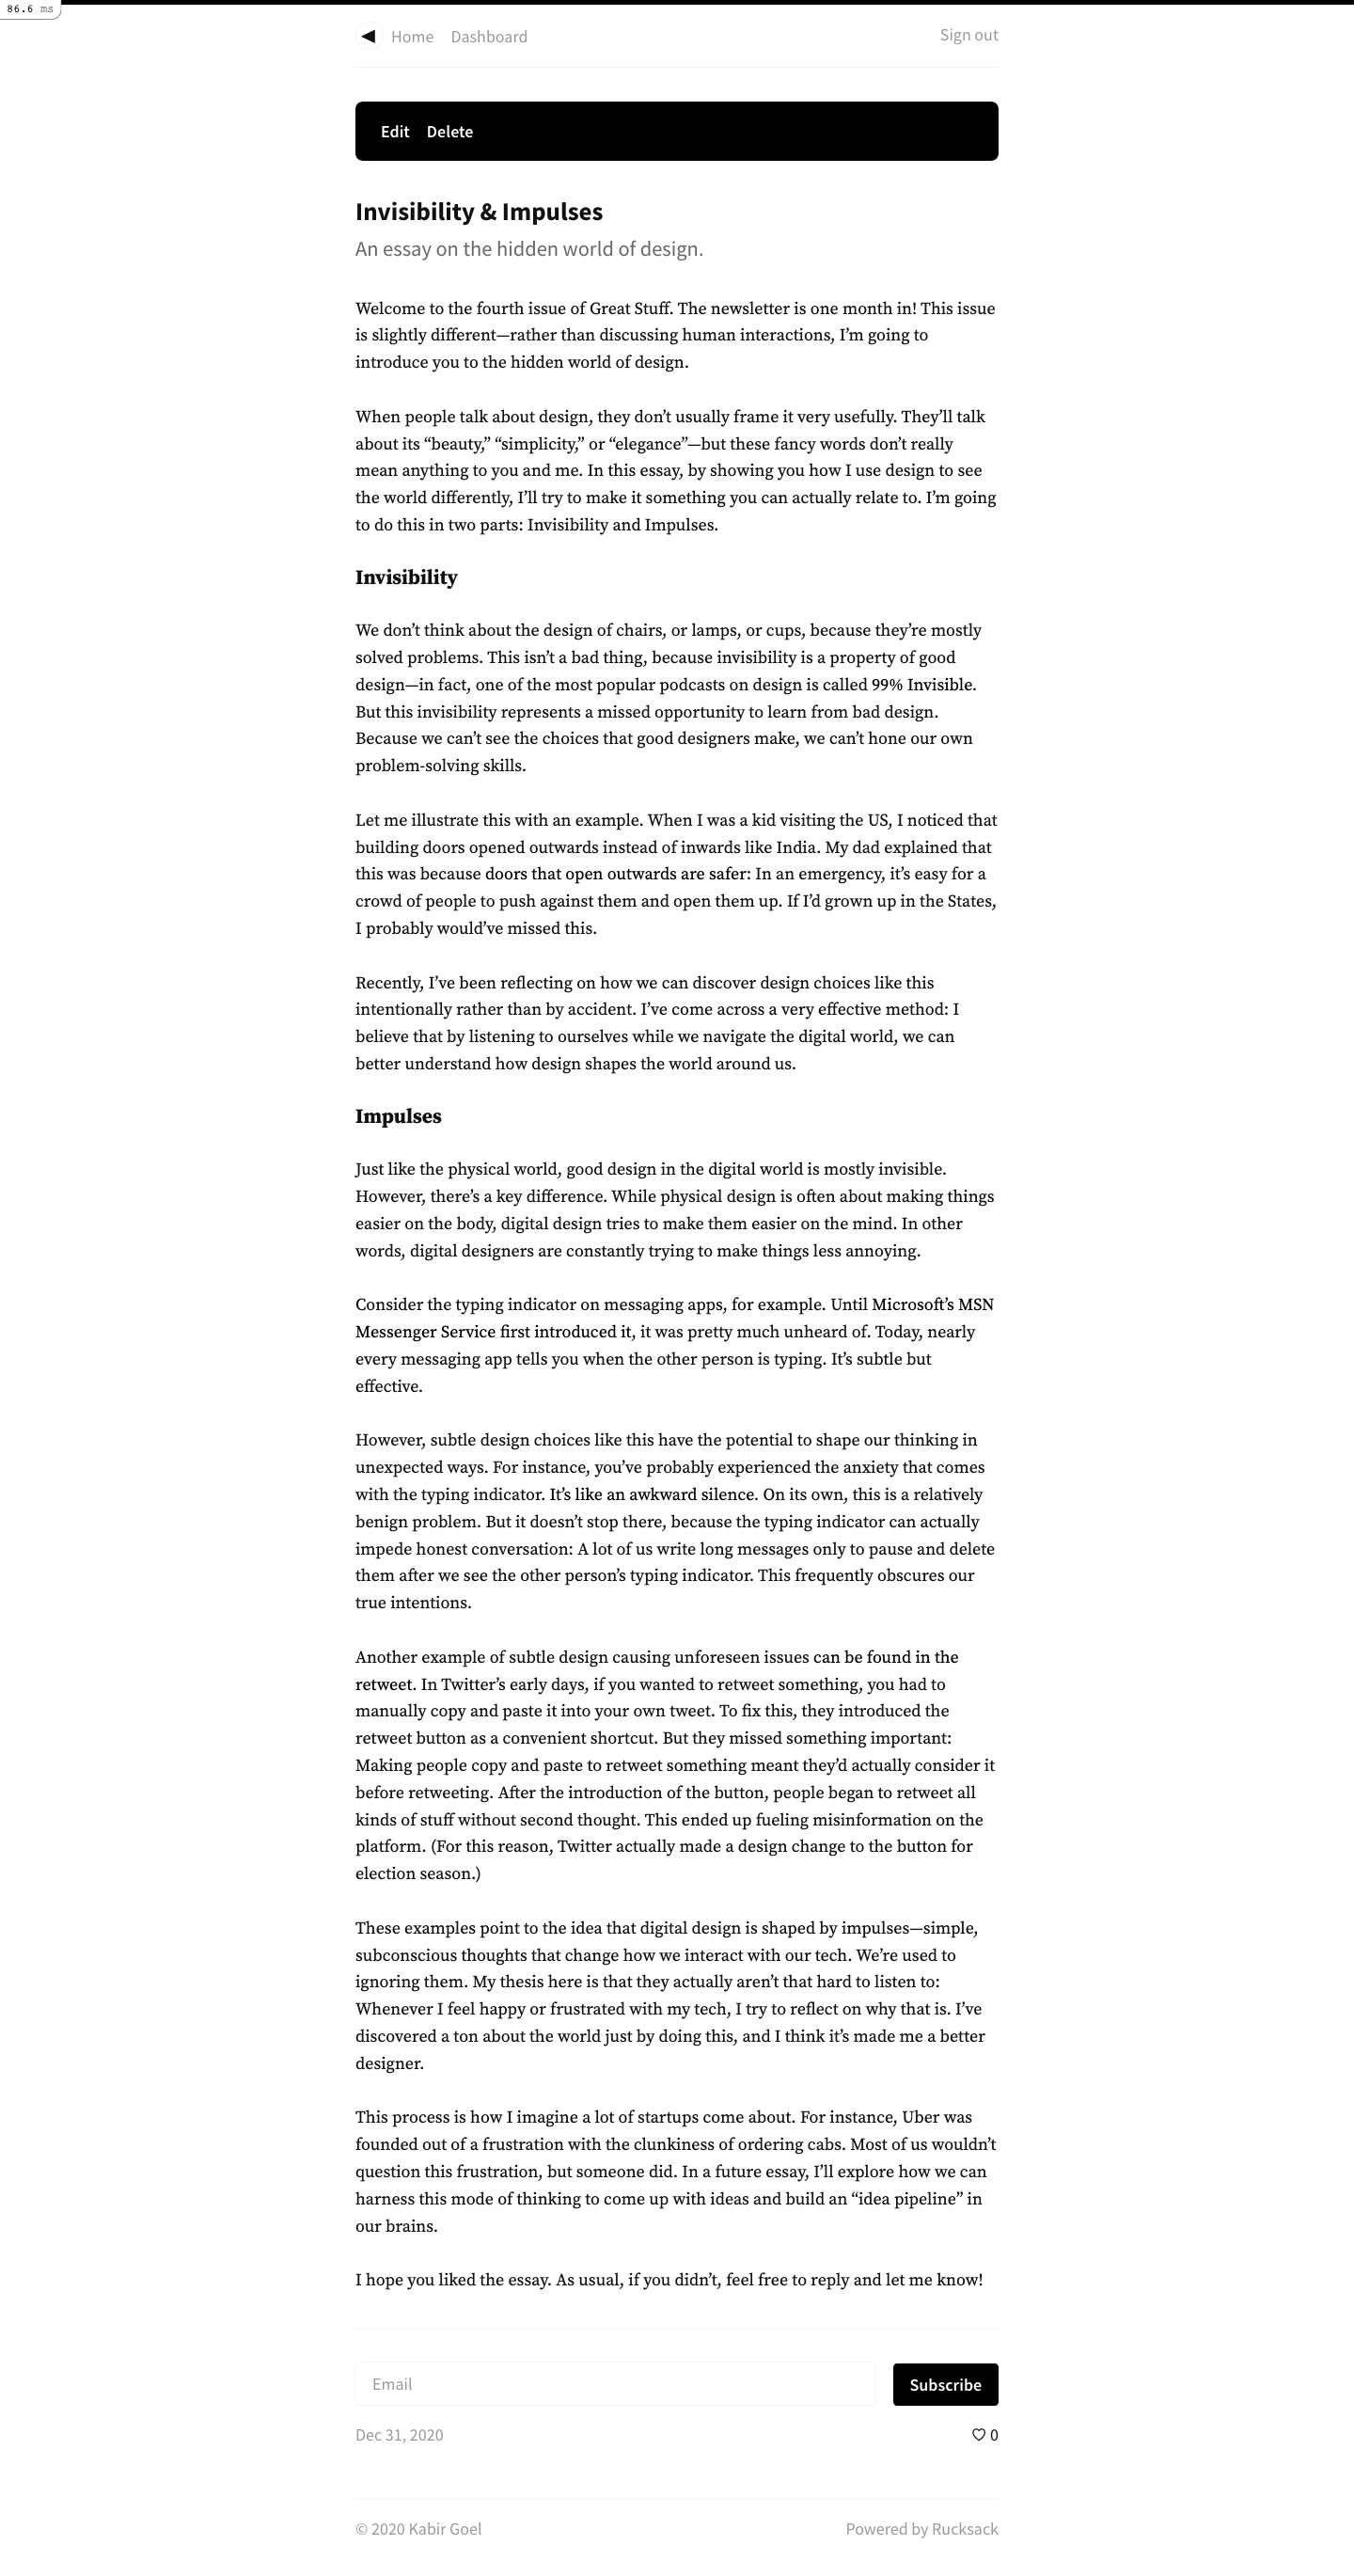 86.6 ms
Home Dashboard Sign out
Edit Delete
Invisibility & Impulses
An essay on the hidden world of design.
Welcome to the fourth issue of Great Stuff. The newsletter is one month in! This issue
is slightly different—rather than discussing human interactions, I’m going to
introduce you to the hidden world of design.
When people talk about design, they don’t usually frame it very usefully. They’ll talk
about its “beauty,” “simplicity,” or “elegance”—but these fancy words don’t really
mean anything to you and me. In this essay, by showing you how I use design to see
the world differently, I’ll try to make it something you can actually relate to. I’m going
to do this in two parts: Invisibility and Impulses.
Invisibility
We don’t think about the design of chairs, or lamps, or cups, because they’re mostly
solved problems. This isn’t a bad thing, because invisibility is a property of good
design—in fact, one of the most popular podcasts on design is called 99% Invisible.
But this invisibility represents a missed opportunity to learn from bad design.
Because we can’t see the choices that good designers make, we can’t hone our own
problem-solving skills.
Let me illustrate this with an example. When I was a kid visiting the US, I noticed that
building doors opened outwards instead of inwards like India. My dad explained that
this was because doors that open outwards are safer: In an emergency, it’s easy for a
crowd of people to push against them and open them up. If I’d grown up in the States,
I probably would’ve missed this.
Recently, I’ve been reflecting on how we can discover design choices like this
intentionally rather than by accident. I’ve come across a very effective method: I
believe that by listening to ourselves while we navigate the digital world, we can
better understand how design shapes the world around us.
Impulses
Just like the physical world, good design in the digital world is mostly invisible.
However, there’s a key difference. While physical design is often about making things
easier on the body, digital design tries to make them easier on the mind. In other
words, digital designers are constantly trying to make things less annoying.
Consider the typing indicator on messaging apps, for example. Until Microsoft’s MSN
Messenger Service first introduced it, it was pretty much unheard of. Today, nearly
every messaging app tells you when the other person is typing. It’s subtle but
effective.
However, subtle design choices like this have the potential to shape our thinking in
unexpected ways. For instance, you’ve probably experienced the anxiety that comes
with the typing indicator. It’s like an awkward silence. On its own, this is a relatively
benign problem. But it doesn’t stop there, because the typing indicator can actually
impede honest conversation: A lot of us write long messages only to pause and delete
them after we see the other person’s typing indicator. This frequently obscures our
true intentions.
Another example of subtle design causing unforeseen issues can be found in the
retweet. In Twitter’s early days, if you wanted to retweet something, you had to
manually copy and paste it into your own tweet. To fix this, they introduced the
retweet button as a convenient shortcut. But they missed something important:
Making people copy and paste to retweet something meant they’d actually consider it
before retweeting. After the introduction of the button, people began to retweet all
kinds of stuff without second thought. This ended up fueling misinformation on the
platform. (For this reason, Twitter actually made a design change to the button for
election season.)
These examples point to the idea that digital design is shaped by impulses—simple,
subconscious thoughts that change how we interact with our tech. We’re used to
ignoring them. My thesis here is that they actually aren’t that hard to listen to:
Whenever I feel happy or frustrated with my tech, I try to reflect on why that is. I’ve
discovered a ton about the world just by doing this, and I think it’s made me a better
designer.
This process is how I imagine a lot of startups come about. For instance, Uber was
founded out of a frustration with the clunkiness of ordering cabs. Most of us wouldn’t
question this frustration, but someone did. In a future essay, I’ll explore how we can
harness this mode of thinking to come up with ideas and build an “idea pipeline” in
our brains.
I hope you liked the essay. As usual, if you didn’t, feel free to reply and let me know!
Email Subscribe
Dec 31, 2020 ♡ 0
© 2020 Kabir Goel Powered by Rucksack